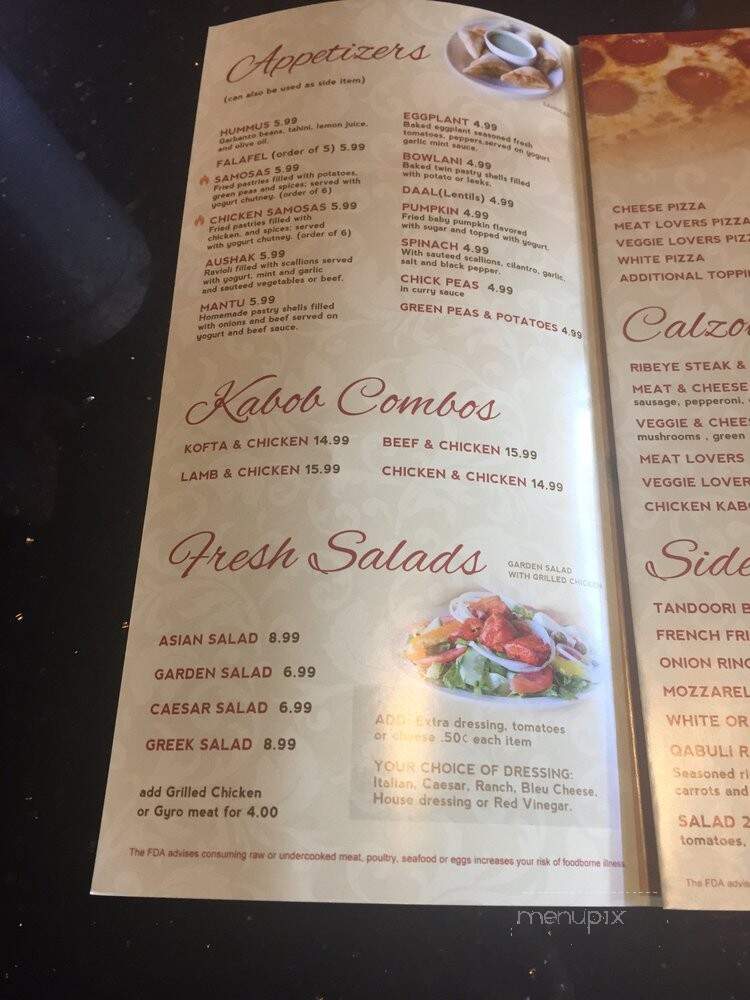 Appetizers
(can also be used as side item)
HUMMUS 5.99
Garbanzo beans, tahini, lemon juice,
and olive oil.
FALAFEL (order of 5) 5.99
SAMOSAS 5.99
Fried pastries filled with potatoes,
green peas and spices; served with
yogurt chutney. (order of 6)
CHICKEN SAMOSAS 5.99
Fried pastries filled with
chicken, and spices; served
with yogurt chutney. (order of 6)
AUSHAK 5.99
Ravioli filled with scallions served
with yogurt, mint and garlic
and sauteed vegetables or beef.
MANTU 5.99
Homemade pastry shells filled
with onions and beef served on
yogurt and beef sauce.
SAMOSAS
EGGPLANT 4.99
Baked eggplant seasoned fresh
tomatoes, peppers,served on yogurt
garlic mint sauce.
BOWLANI 4.99
Baked twin pastry shells filled
with potato or leeks.
DAAL(Lentils) 4.99
PUMPKIN 4.99
Fried baby pumpkin flavored
with sugar and topped with yogurt.
SPINACH 4.99
With sauteed scallions, cilantro, garlic,
salt and black pepper.
CHICK PEAS 4.99
in curry sauce
GREEN PEAS & POTATOES 4.99
Kabob Combos
KOFTA & CHICKEN 14.99
LAMB & CHICKEN 15.99
BEEF & CHICKEN 15.99
CHICKEN & CHICKEN 14.99
Fresh Salads
GARDEN SALAD
WITH GRILLED CHICKEN
ASIAN SALAD 8.99
GARDEN SALAD 6.99
CAESAR SALAD 6.99
GREEK SALAD 8.99
add Grilled Chicken
or Gyro meat for 4.00
ADD: Extra dressing, tomatoes
or cheese .50¢ each item
YOUR CHOICE OF DRESSING:
Italian, Caesar, Ranch, Bleu Cheese,
House dressing or Red Vinegar.
The FDA advises consuming raw or undercooked meat, poultry, seafood or eggs increases your risk of foodborne illness.
CHEESE PIZZA
MEAT LOVERS PIZZA
VEGGIE LOVERS
WHITE PIZZA
ADDITIONAL
RIBEYE STEAK &
MEAT & CHEESE
sausage, pepperoni,
VEGGIE &
mushrooms , green
MEAT LOVERS
VEGGIE
CHICKEN
TANDOORI
FRENCH
ONION
WHITE OR
QABULI
Seasoned
carrots and
SALAD
tomatoes,
The FDA
menupix